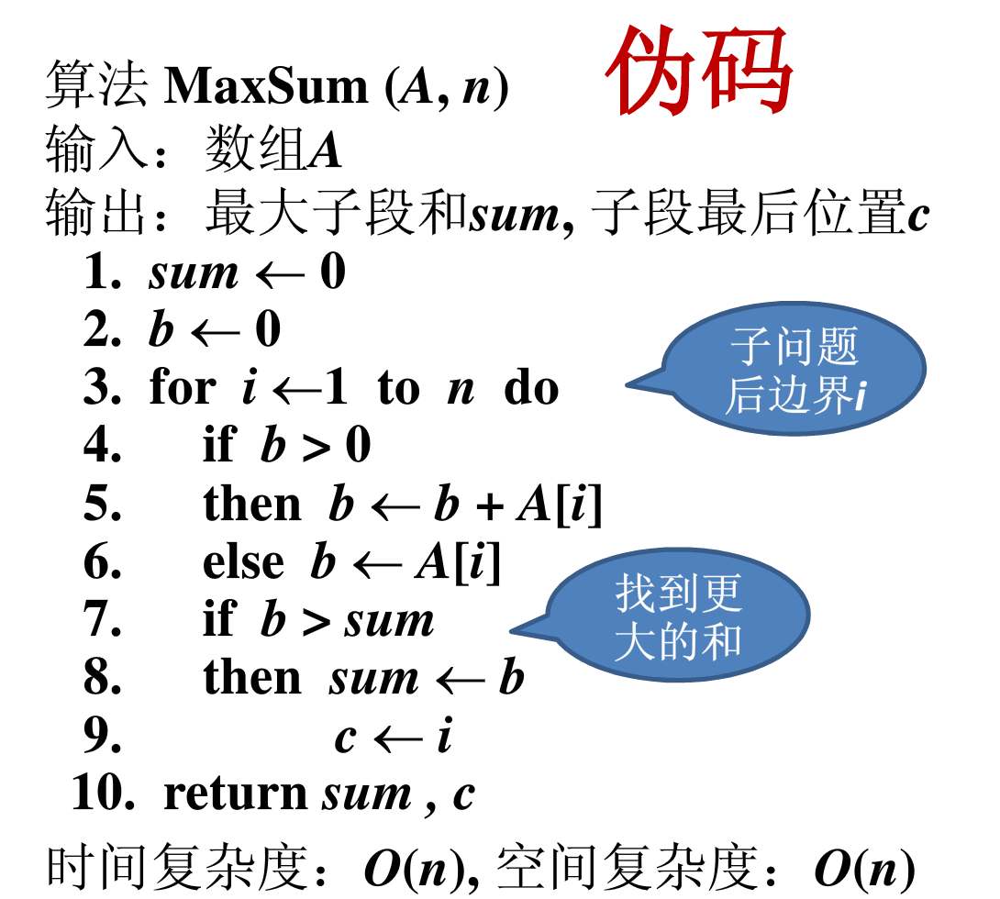 伪码
算法 MaxSum (A, n)
输入：数组A
输出：最大子段和sum, 子段最后位置c
1. sum ← 0
2. b ← 0
3. for i ←1 to n do
子问题
后边界i
4. if b > 0
5. then b ← b + A[i]
6. else b ← A[i]
7. if b > sum
找到更
大的和
8. then sum ← b
9. c ← i
10. return sum , c
时间复杂度：O(n), 空间复杂度：O(n)